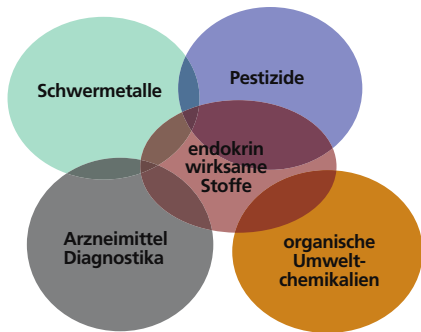 Schwermetalle
Pestizide
endokrin
wirksame
Stoffe
Arzneimittel
Diagnostika
organische
Umwelt-
chemikalien